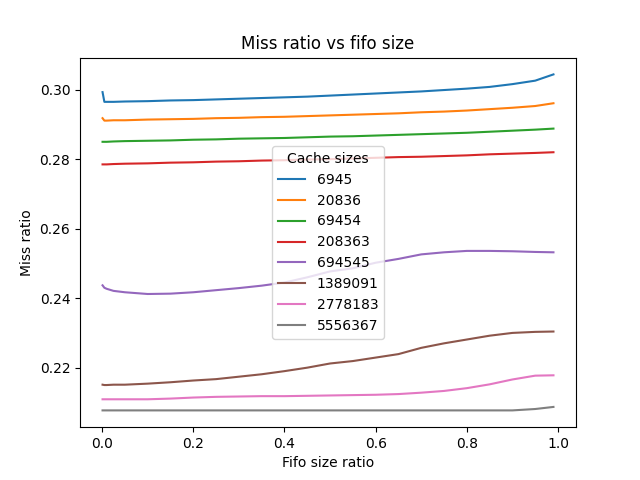 Miss ratio vs fifo size
Miss ratio
0.30
0.28
0.26
0.24
0.22
Cache sizes
6945
20836
69454
208363
694545
1389091
2778183
5556367
0.0 0.2 0.4 0.6 0.8 1.0
Fifo size ratio